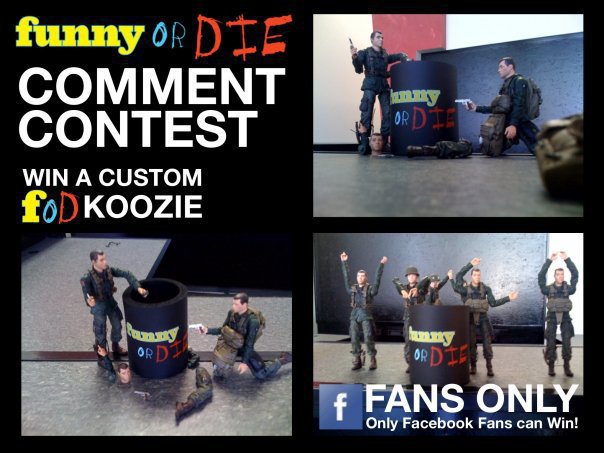 funny OR DIE
COMMENT
CONTEST
WIN A CUSTOM
foD KOOZIE
funny
OR DIE
funny
OR DIE
funny
OR DIE
f FANS ONLY
Only Facebook Fans can Win!